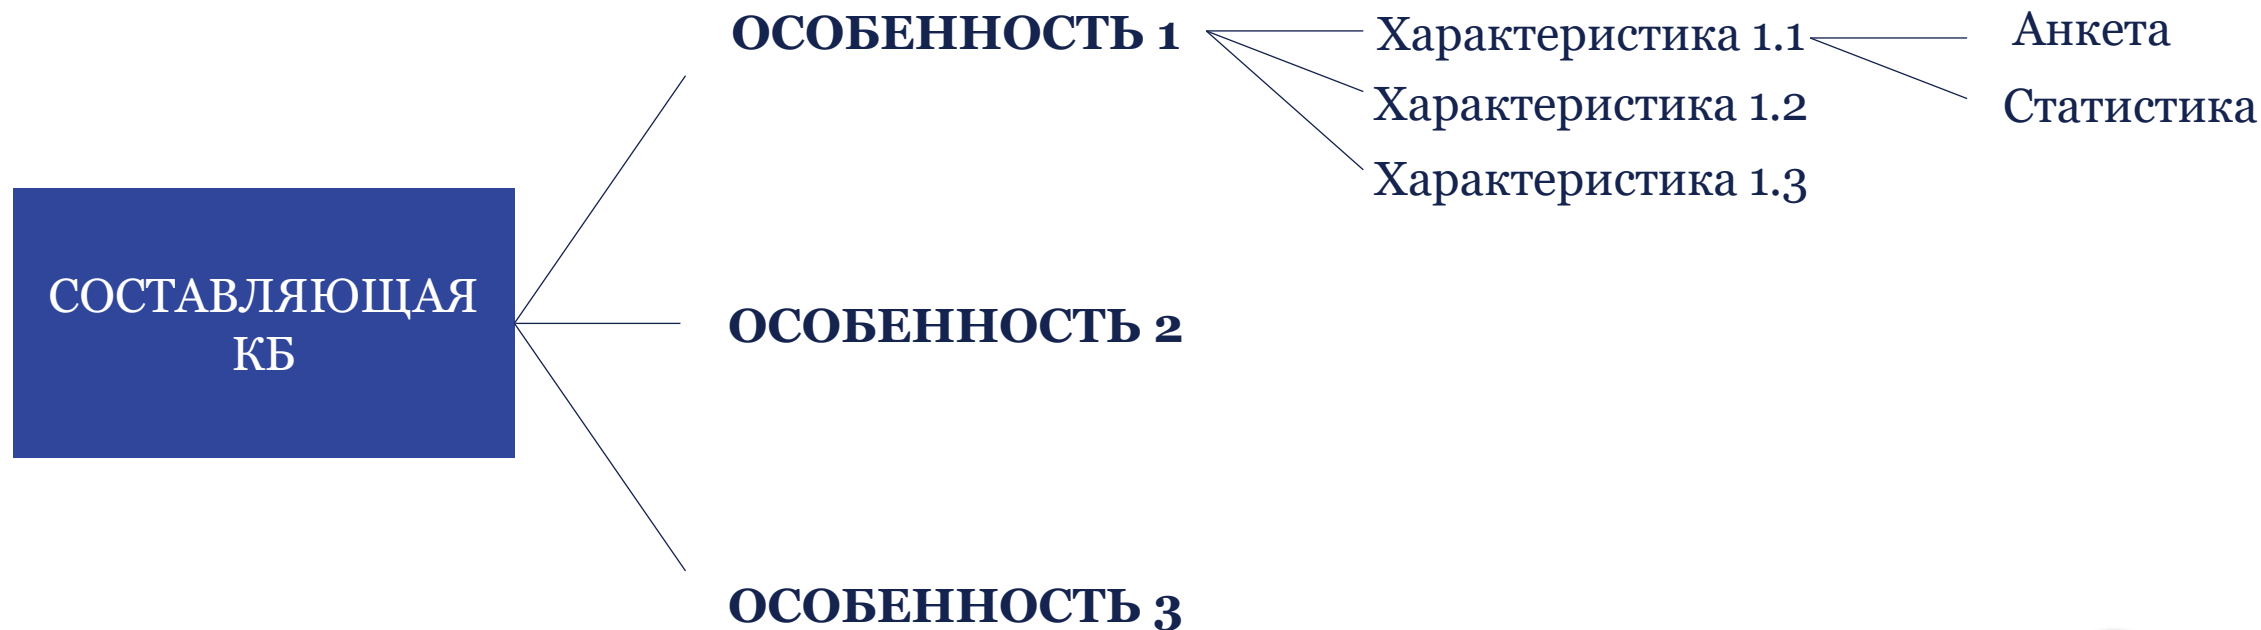 ОСОБЕННОСТЬ 1
Характеристика 1.1
Анкета
Характеристика 1.2
Статистика
Характеристика 1.3
СОСТАВЛЯЮЩАЯ
КБ
ОСОБЕННОСТЬ 2
ОСОБЕННОСТЬ 3